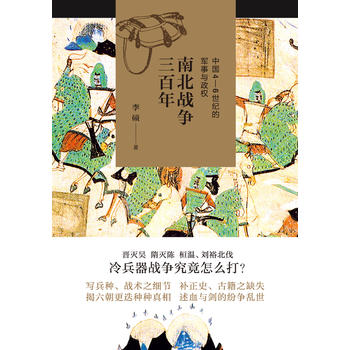 中国4—6世纪的
军事与政权
南北战争
三百年
李硕 著
晋灭吴 隋灭陈 桓温、刘裕北伐
冷兵器战争究竟怎么打?
写兵种、战术之细节 补正史、古籍之缺失
揭六朝更迭种种真相 述血与剑的纷争乱世